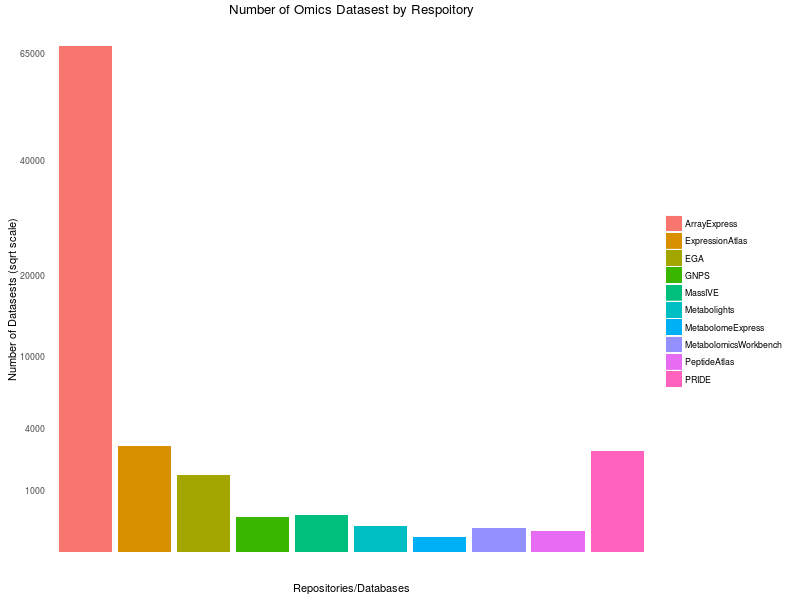 Number of Omics Datasest by Respoitory
Number of Datasests (sqrt scale)
65000
40000
20000
10000
4000
1000
Repositories/Databases
ArrayExpress
ExpressionAtlas
EGA
GNPS
MassIVE
Metabolights
MetabolomeExpress
MetabolomicsWorkbench
PeptideAtlas
PRIDE